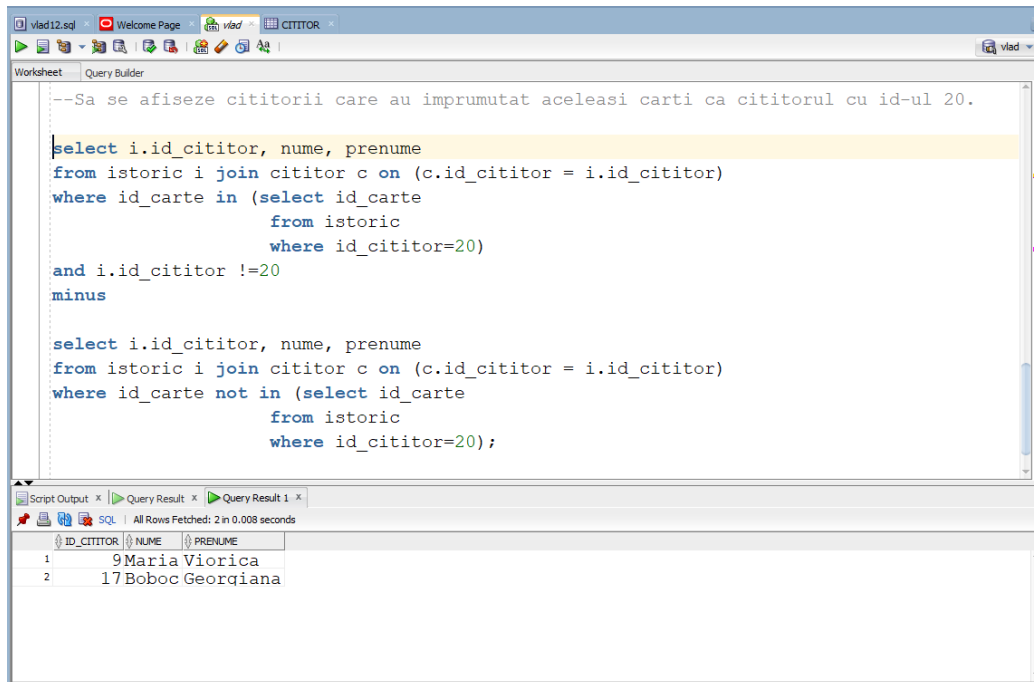 vlad12.sql × Welcome Page × vlad × CITITOR ×
vlad
Worksheet Query Builder
--Sa se afiseze cititorii care au imprumutat aceleasi carti ca cititorul cu id-ul 20.
select i.id_cititor, nume, prenume
from istoric i join cititor c on (c.id_cititor = i.id_cititor)
where id_carte in (select id_carte
from istoric
where id_cititor=20)
and i.id_cititor !=20
minus
select i.id_cititor, nume, prenume
from istoric i join cititor c on (c.id_cititor = i.id_cititor)
where id_carte not in (select id_carte
from istoric
where id_cititor=20);
Script Output × Query Result × Query Result 1 ×
SQL | All Rows Fetched: 2 in 0.008 seconds
ID_CITITOR NUME PRENUME
1 9 Maria Viorica
2 17 Boboc Georgiana